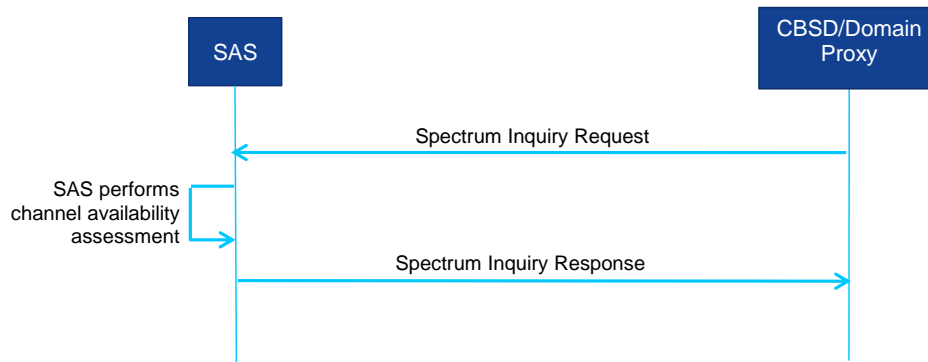 SAS
CBSD/Domain
Proxy
Spectrum Inquiry Request
SAS performs
channel availability
assessment
Spectrum Inquiry Response